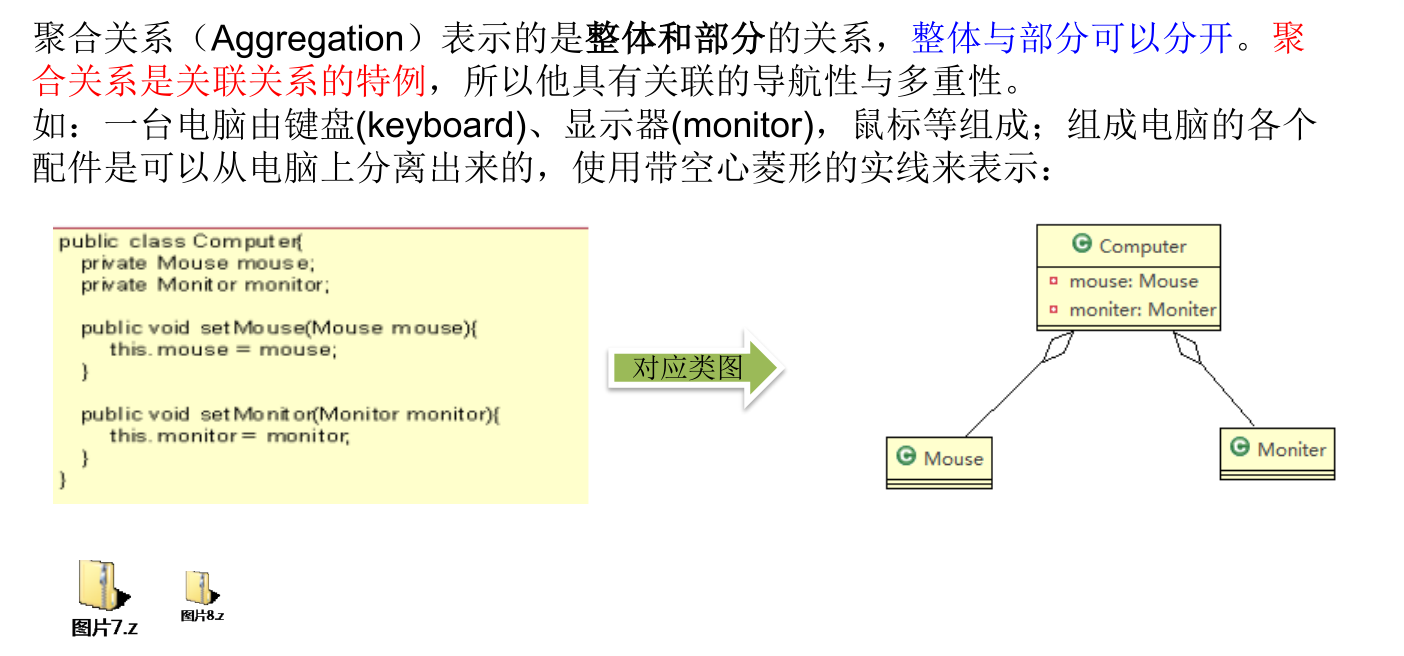 聚合关系（Aggregation）表示的是整体和部分的关系，整体与部分可以分开。聚
合关系是关联关系的特例，所以他具有关联的导航性与多重性。
如：一台电脑由键盘(keyboard)、显示器(monitor)，鼠标等组成；组成电脑的各个
配件是可以从电脑上分离出来的，使用带空心菱形的实线来表示：
public class Computer{
private Mouse mouse;
private Monitor monitor;
public void setMouse(Mouse mouse){
this.mouse = mouse;
}
public void setMonitor(Monitor monitor){
this.monitor = monitor;
}
}
对应类图
C Computer
mouse: Mouse
moniter: Moniter
C Mouse
C Moniter
图片7.z
图片8.z